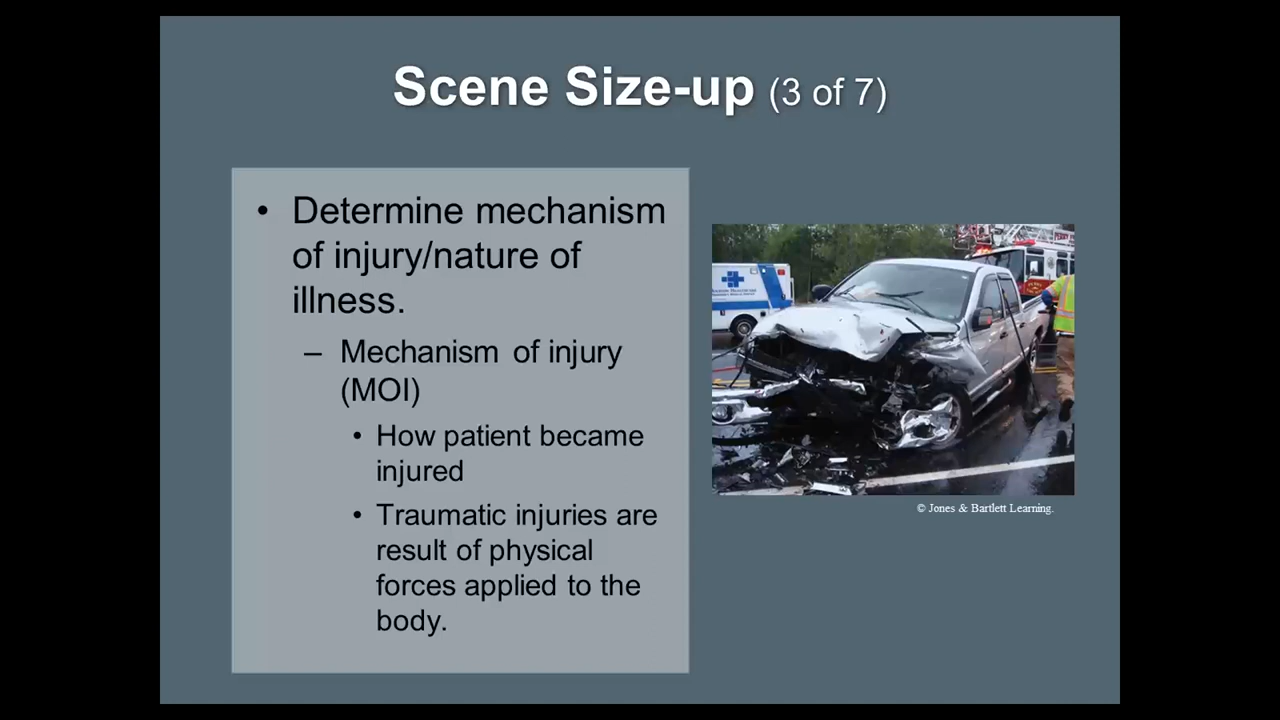 Scene Size-up (3 of 7)
• Determine mechanism
of injury/nature of
illness.
– Mechanism of injury
(MOI)
• How patient became
injured
• Traumatic injuries are
result of physical
forces applied to the
body.
© Jones & Bartlett Learning.